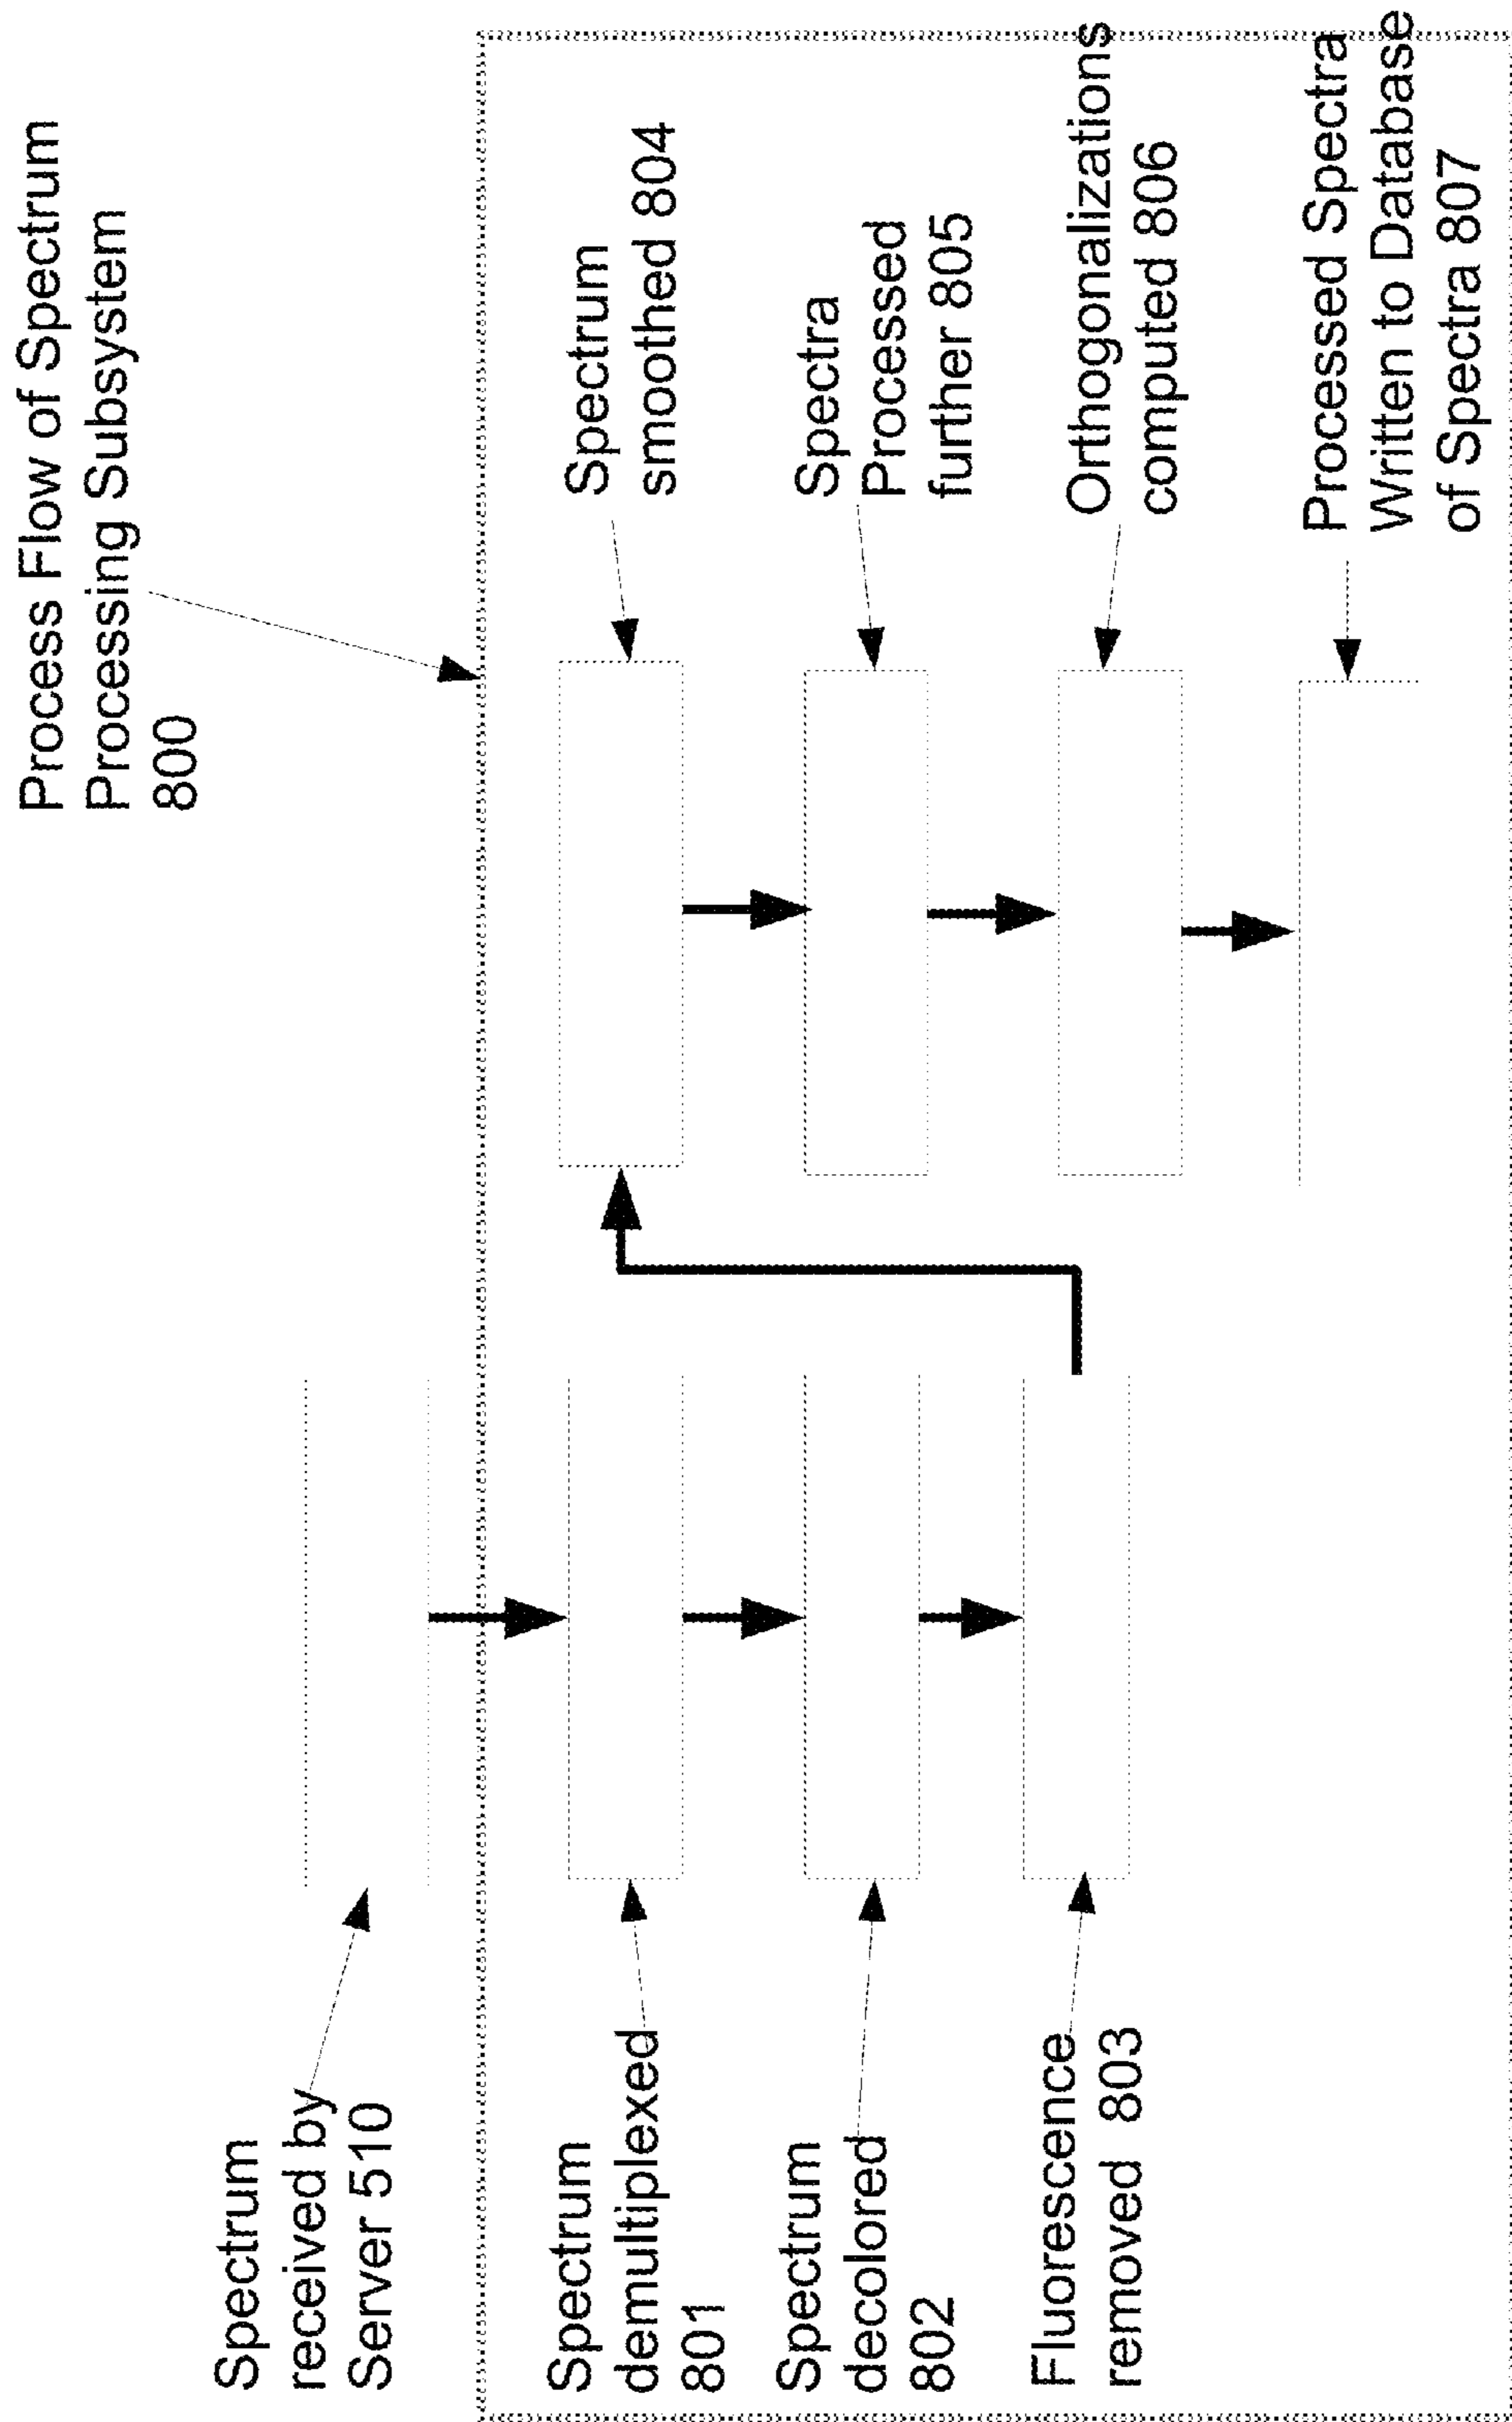 Process Flow of Spectrum
Processing Subsystem
800
Spectrum
received by
Server 510
Spectrum
demultiplexed
801
Spectrum
decolored
802
Fluorescence
removed 803
Spectrum
smoothed 804
Spectra
Processed
further 805
Orthogonalizations
computed 806
Processed Spectra
Written to Database
of Spectra 807